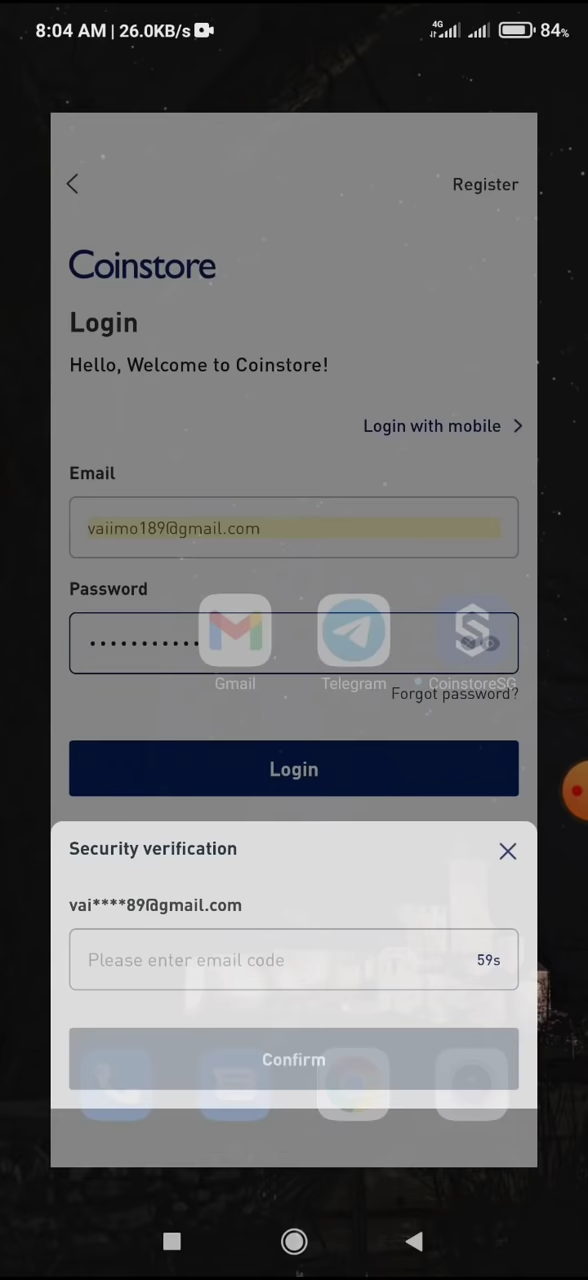 8:04 AM | 26.0KB/s
4G
84%
Register
Coinstore
Login
Hello, Welcome to Coinstore!
Login with mobile
Email
vaiimo189@gmail.com
Password
Gmail
Telegram
CoinstoreSG
Forgot password?
Login
Security verification
vai****89@gmail.com
Please enter email code
59s
Confirm